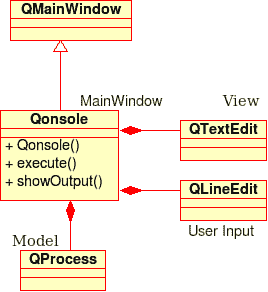 QMainWindow
MainWindow
View
Qonsole
+ Qonsole()
+ execute()
+ showOutput()
QTextEdit
QLineEdit
User Input
Model
QProcess